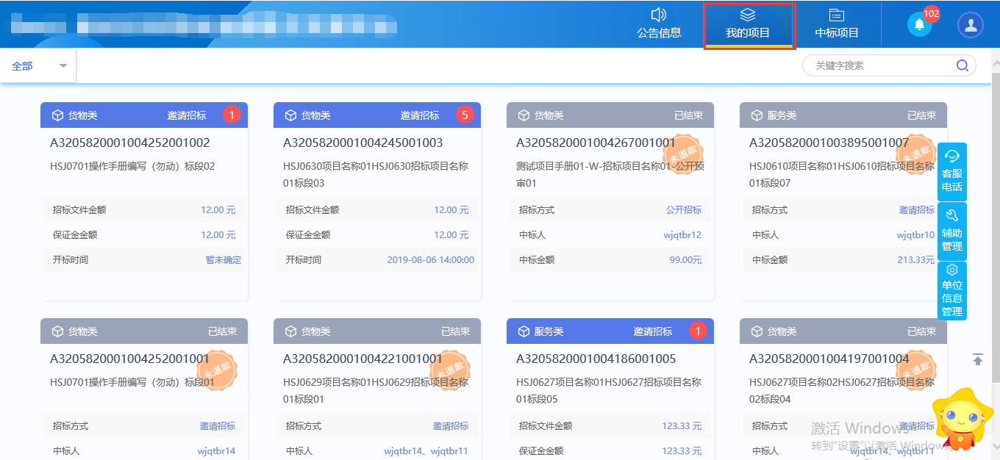 公告信息
我的项目
中标项目
102
全部
关键字搜索
货物类 邀请招标 1
A3205820001004252001002
HSJ0701操作手册编写（勿动）标段02
招标文件金额 12.00 元
保证金金额 12.00 元
开标时间 暂未确定
货物类 邀请招标 5
A3205820001004245001003
HSJ0630项目名称01HSJ0630招标项目名称
01标段03
招标文件金额 12.00 元
保证金金额 12.00 元
开标时间 2019-08-06 14:00:00
货物类 已结束
A3205820001004267001001
未退款
测试项目手册01-W-招标项目名称01-公开预
审01
招标方式 公开招标
中标人 wjqtbr12
中标金额 99.00元
服务类 已结束
A3205820001003895001007
未退款
HSJ0610项目名称01HSJ0610招标项目名称
01标段07
招标方式 邀请招标
中标人 wjqtbr10
中标金额 213.33元
客服
电话
辅助
管理
单位
信息
管理
货物类 已结束
A3205820001004252001001
未退款
HSJ0701操作手册编写（勿动）标段01
招标方式 邀请招标
中标人 wjqtbr14
货物类 已结束
A3205820001004221001001
未退款
HSJ0629项目名称01HSJ0629招标项目名称
01标段01
招标方式 邀请招标
中标人 wjqtbr14、wjqtbr11
服务类 邀请招标 1
A3205820001004186001005
HSJ0627项目名称01HSJ0627招标项目名称
01标段05
招标文件金额 123.33 元
保证金金额 123.33 元
货物类 已结束
A3205820001004197001004
未退款
HSJ0627项目名称02HSJ0627招标项目名称
02标段04
招标方式 邀请招标
中标人 wjqtbr14、wjqtbr11
激活 Windows
转到"设置"以激活 Windows。